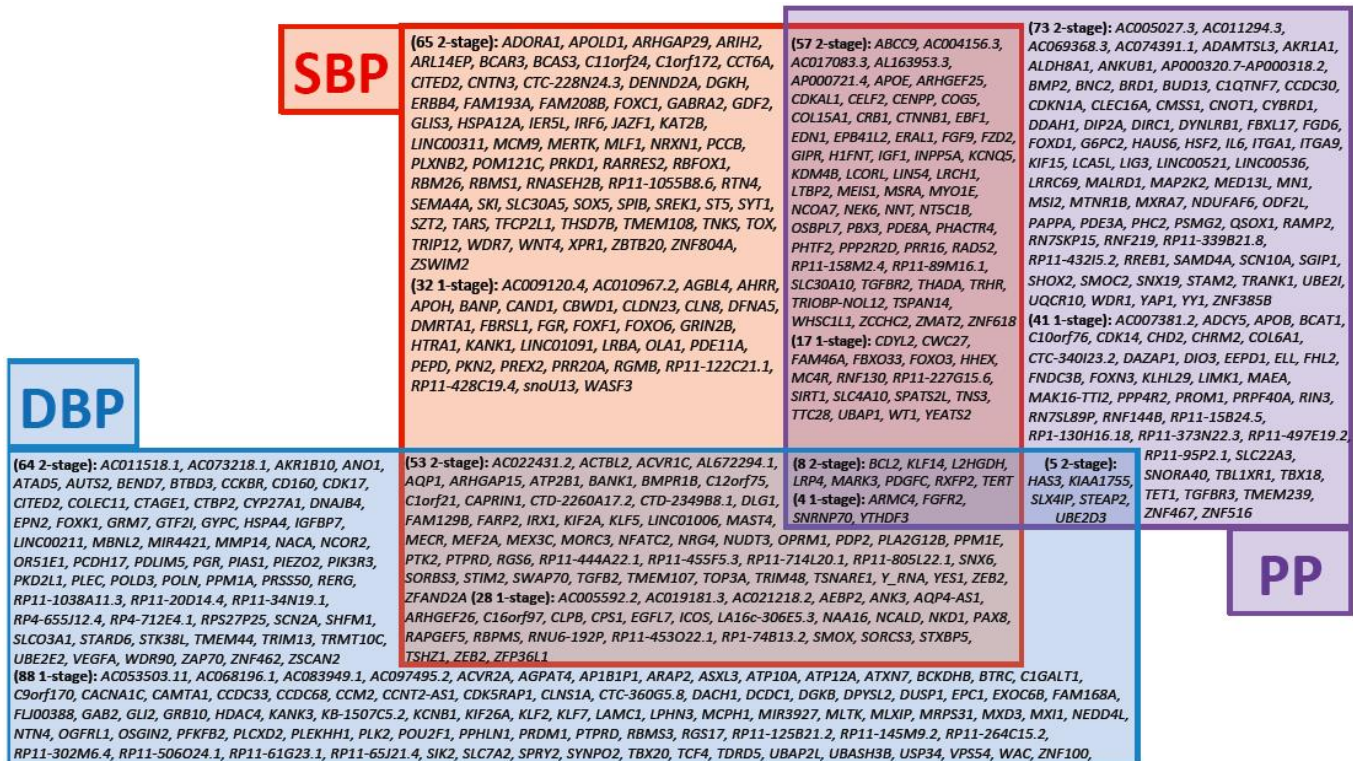 SBP
(65 2-stage): ADORA1, APOLD1, ARHGAP29, ARIH2,
ARL14EP, BCAR3, BCAS3, C11orf24, C1orf172, CCT6A,
CITED2, CNTN3, CTC-228N24.3, DENND2A, DGKH,
ERBB4, FAM193A, FAM208B, FOXC1, GABRA2, GDF2,
GLIS3, HSPA12A, IER5L, IRF6, JAZF1, KAT2B,
LINC00311, MCM9, MERTK, MLF1, NRXN1, PCCB,
PLXNB2, POM121C, PRKD1, RARRES2, RBFOX1,
RBM26, RBMS1, RNASEH2B, RP11-1055B8.6, RTN4,
SEMA4A, SKI, SLC30A5, SOX5, SPIB, SREK1, ST5, SYT1,
SZT2, TARS, TFCP2L1, THSD7B, TMEM108, TNKS, TOX,
TRIP12, WDR7, WNT4, XPR1, ZBTB20, ZNF804A,
ZSWIM2
(32 1-stage): AC009120.4, AC010967.2, AGBL4, AHRR,
APOH, BANP, CAND1, CBWD1, CLDN23, CLN8, DFNA5,
DMRTA1, FBRSL1, FGR, FOXF1, FOXO6, GRIN2B,
HTRA1, KANK1, LINC01091, LRBA, OLA1, PDE11A,
PEPD, PKN2, PREX2, PRR20A, RGMB, RP11-122C21.1,
RP11-428C19.4, snoU13, WASF3
(57 2-stage): ABCC9, AC004156.3,
AC017083.3, AL163953.3,
AP000721.4, APOE, ARHGEF25,
CDKAL1, CELF2, CENPP, COG5,
COL15A1, CRB1, CTNNB1, EBF1,
EDN1, EPB41L2, ERAL1, FGF9, FZD2,
GIPR, H1FNT, IGF1, INPP5A, KCNQ5,
KDM4B, LCORL, LIN54, LRCH1,
LTBP2, MEIS1, MSRA, MYO1E,
NCOA7, NEK6, NNT, NT5C1B,
OSBPL7, PBX3, PDE8A, PHACTR4,
PHTF2, PPP2R2D, PRR16, RAD52,
RP11-158M2.4, RP11-89M16.1,
SLC30A10, TGFBR2, THADA, TRHR,
TRIOBP-NOL12, TSPAN14,
WHSC1L1, ZCCHC2, ZMAT2, ZNF618
(17 1-stage): CDYL2, CWC27,
FAM46A, FBXO33, FOXO3, HHEX,
MC4R, RNF130, RP11-227G15.6,
SIRT1, SLC4A10, SPATS2L, TNS3,
TTC28, UBAP1, WT1, YEATS2
(73 2-stage): AC005027.3, AC011294.3,
AC069368.3, AC074391.1, ADAMTSL3, AKR1A1,
ALDH8A1, ANKUB1, AP000320.7-AP000318.2,
BMP2, BNC2, BRD1, BUD13, C1QTNF7, CCDC30,
CDKN1A, CLEC16A, CMSS1, CNOT1, CYBRD1,
DDAH1, DIP2A, DIRC1, DYNLRB1, FBXL17, FGD6,
FOXD1, G6PC2, HAUS6, HSF2, IL6, ITGA1, ITGA9,
KIF15, LCA5L, LIG3, LINC00521, LINC00536,
LRRC69, MALRD1, MAP2K2, MED13L, MN1,
MSI2, MTNR1B, MXRA7, NDUFAF6, ODF2L,
PAPPA, PDE3A, PHC2, PSMG2, QSOX1, RAMP2,
RN7SKP15, RNF219, RP11-339B21.8,
RP11-432I5.2, RREB1, SAMD4A, SCN10A, SGIP1,
SHOX2, SMOC2, SNX19, STAM2, TRANK1, UBE2I,
UQCR10, WDR1, YAP1, YY1, ZNF385B
(41 1-stage): AC007381.2, ADCY5, APOB, BCAT1,
C10orf76, CDK14, CHD2, CHRM2, COL6A1,
CTC-340I23.2, DAZAP1, DIO3, EEPD1, ELL, FHL2,
FNDC3B, FOXN3, KLHL29, LIMK1, MAEA,
MAK16-TTI2, PPP4R2, PROM1, PRPF40A, RIN3,
RN7SL89P, RNF144B, RP11-15B24.5,
RP1-130H16.18, RP11-373N22.3, RP11-497E19.2,
RP11-95P2.1, SLC22A3,
SNORA40, TBL1XR1, TBX18,
TET1, TGFBR3, TMEM239,
ZNF467, ZNF516
DBP
(64 2-stage): AC011518.1, AC073218.1, AKR1B10, ANO1,
ATAD5, AUTS2, BEND7, BTBD3, CCKBR, CD160, CDK17,
CITED2, COLEC11, CTAGE1, CTBP2, CYP27A1, DNAJB4,
EPN2, FOXK1, GRM7, GTF2I, GYPC, HSPA4, IGFBP7,
LINC00211, MBNL2, MIR4421, MMP14, NACA, NCOR2,
OR51E1, PCDH17, PDLIM5, PGR, PIAS1, PIEZO2, PIK3R3,
PKD2L1, PLEC, POLD3, POLN, PPM1A, PRSS50, RERG,
RP11-1038A11.3, RP11-20D14.4, RP11-34N19.1,
RP4-655J12.4, RP4-712E4.1, RPS27P25, SCN2A, SHFM1,
SLCO3A1, STARD6, STK38L, TMEM44, TRIM13, TRMT10C,
UBE2E2, VEGFA, WDR90, ZAP70, ZNF462, ZSCAN2
(53 2-stage): AC022431.2, ACTBL2, ACVR1C, AL672294.1,
AQP1, ARHGAP15, ATP2B1, BANK1, BMPR1B, C12orf75,
C1orf21, CAPRIN1, CTD-2260A17.2, CTD-2349B8.1, DLG1,
FAM129B, FARP2, IRX1, KIF2A, KLF5, LINC01006, MAST4,
MECR, MEF2A, MEX3C, MORC3, NFATC2, NRG4, NUDT3, OPRM1, PDP2, PLA2G12B, PPM1E,
PTK2, PTPRD, RGS6, RP11-444A22.1, RP11-455F5.3, RP11-714L20.1, RP11-805L22.1, SNX6,
SORBS3, STIM2, SWAP70, TGFB2, TMEM107, TOP3A, TRIM48, TSNARE1, Y_RNA, YES1, ZEB2,
ZFAND2A (28 1-stage): AC005592.2, AC019181.3, AC021218.2, AEBP2, ANK3, AQP4-AS1,
ARHGEF26, C16orf97, CLPB, CPS1, EGFL7, ICOS, LA16c-306E5.3, NAA16, NCALD, NKD1, PAX8,
RAPGEF5, RBPMS, RNU6-192P, RP11-453O22.1, RP1-74B13.2, SMOX, SORCS3, STXBP5,
TSHZ1, ZEB2, ZFP36L1
(8 2-stage): BCL2, KLF14, L2HGDH,
LRP4, MARK3, PDGFC, RXFP2, TERT
(4 1-stage): ARMC4, FGFR2,
SNRNP70, YTHDF3
(5 2-stage):
HAS3, KIAA1755,
SLX4IP, STEAP2,
UBE2D3
PP
(88 1-stage): AC053503.11, AC068196.1, AC083949.1, AC097495.2, ACVR2A, AGPAT4, AP1B1P1, ARAP2, ASXL3, ATP10A, ATP12A, ATXN7, BCKDHB, BTRC, C1GALT1,
C9orf170, CACNA1C, CAMTA1, CCDC33, CCDC68, CCM2, CCNT2-AS1, CDK5RAP1, CLNS1A, CTC-360G5.8, DACH1, DCDC1, DGKB, DPYSL2, DUSP1, EPC1, EXOC6B, FAM168A,
FLJ00388, GAB2, GLI2, GRB10, HDAC4, KANK3, KB-1507C5.2, KCNB1, KIF26A, KLF2, KLF7, LAMC1, LPHN3, MCPH1, MIR3927, MLTK, MLXIP, MRPS31, MXD3, MXI1, NEDD4L,
NTN4, OGFRL1, OSGIN2, PFKFB2, PLCXD2, PLEKHH1, PLK2, POU2F1, PPHLN1, PRDM1, PTPRD, RBMS3, RGS17, RP11-125B21.2, RP11-145M9.2, RP11-264C15.2,
RP11-302M6.4, RP11-506O24.1, RP11-61G23.1, RP11-65J21.4, SIK2, SLC7A2, SPRY2, SYNPO2, TBX20, TCF4, TDRD5, UBAP2L, UBASH3B, USP34, VPS54, WAC, ZNF100,